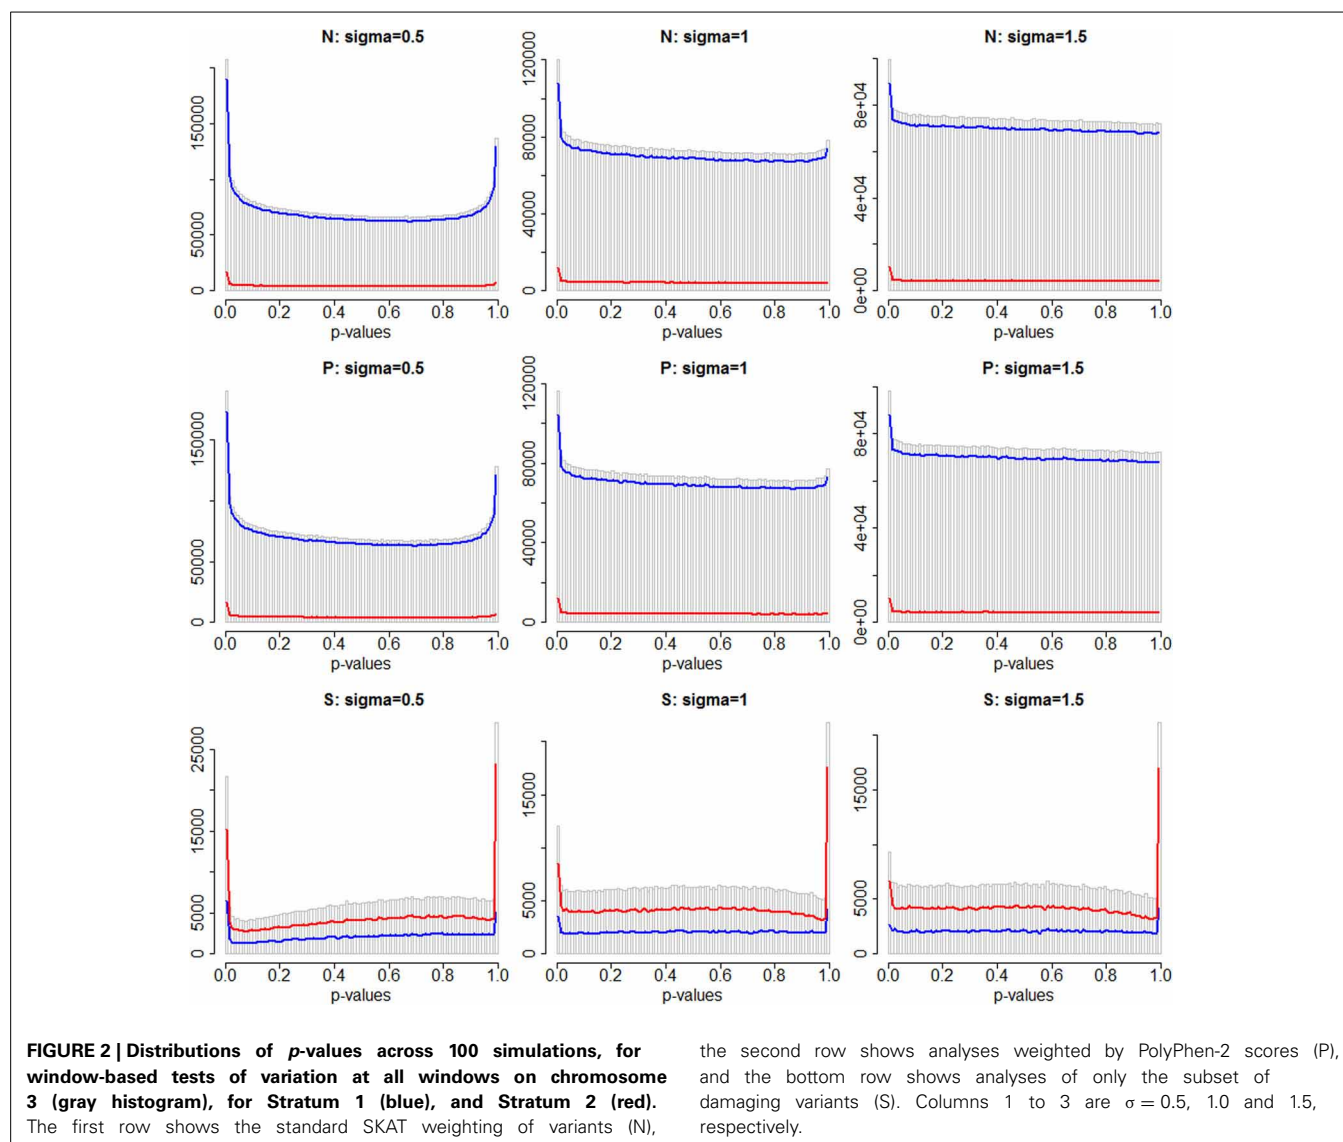 N: sigma=0.5
0
50000
150000
0.0 0.2 0.4 0.6 0.8 1.0
p-values
N: sigma=1
0
40000
80000
120000
0.0 0.2 0.4 0.6 0.8 1.0
p-values
N: sigma=1.5
0e+00
4e+04
8e+04
0.0 0.2 0.4 0.6 0.8 1.0
p-values
P: sigma=0.5
0
50000
150000
0.0 0.2 0.4 0.6 0.8 1.0
p-values
P: sigma=1
0
40000
80000
120000
0.0 0.2 0.4 0.6 0.8 1.0
p-values
P: sigma=1.5
0e+00
4e+04
8e+04
0.0 0.2 0.4 0.6 0.8 1.0
p-values
S: sigma=0.5
0
5000
15000
25000
0.0 0.2 0.4 0.6 0.8 1.0
p-values
S: sigma=1
0
5000
15000
0.0 0.2 0.4 0.6 0.8 1.0
p-values
S: sigma=1.5
0
5000
15000
0.0 0.2 0.4 0.6 0.8 1.0
p-values
FIGURE 2 | Distributions of p-values across 100 simulations, for
window-based tests of variation at all windows on chromosome
3 (gray histogram), for Stratum 1 (blue), and Stratum 2 (red).
The first row shows the standard SKAT weighting of variants (N),
the second row shows analyses weighted by PolyPhen-2 scores (P),
and the bottom row shows analyses of only the subset of
damaging variants (S). Columns 1 to 3 are σ = 0.5, 1.0 and 1.5,
respectively.